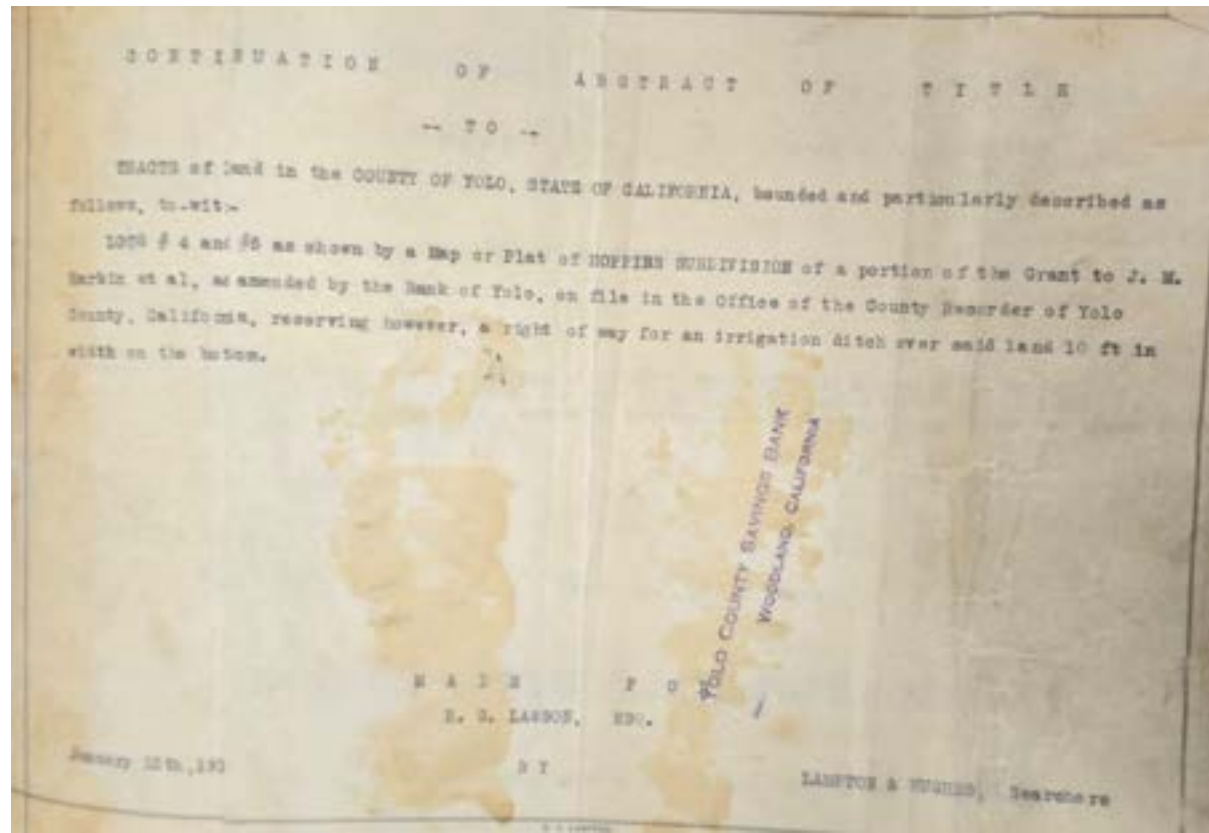 CONTINUATION OF ABSTRACT OF TITLE
-- TO --
TRACTS of land in the COUNTY OF YOLO, STATE OF CALIFORNIA, bounded and particularly described as
follows, to-wit:-
LOTS # 4 and #5 as shown by a Map or Plat of HOPPINS SUBDIVISION of a portion of the Grant to J. M.
Harbin et al, as amended by the Bank of Yolo, on file in the Office of the County Recorder of Yolo
County, California, reserving however, a right of way for an irrigation ditch over said land 10 ft in
width on the bottom.
YOLO COUNTY SAVINGS BANK
WOODLAND, CALIFORNIA
MADE FO
LAWSON, ESQ.
January
BY
LAMPTON & HUGHES, Searchers